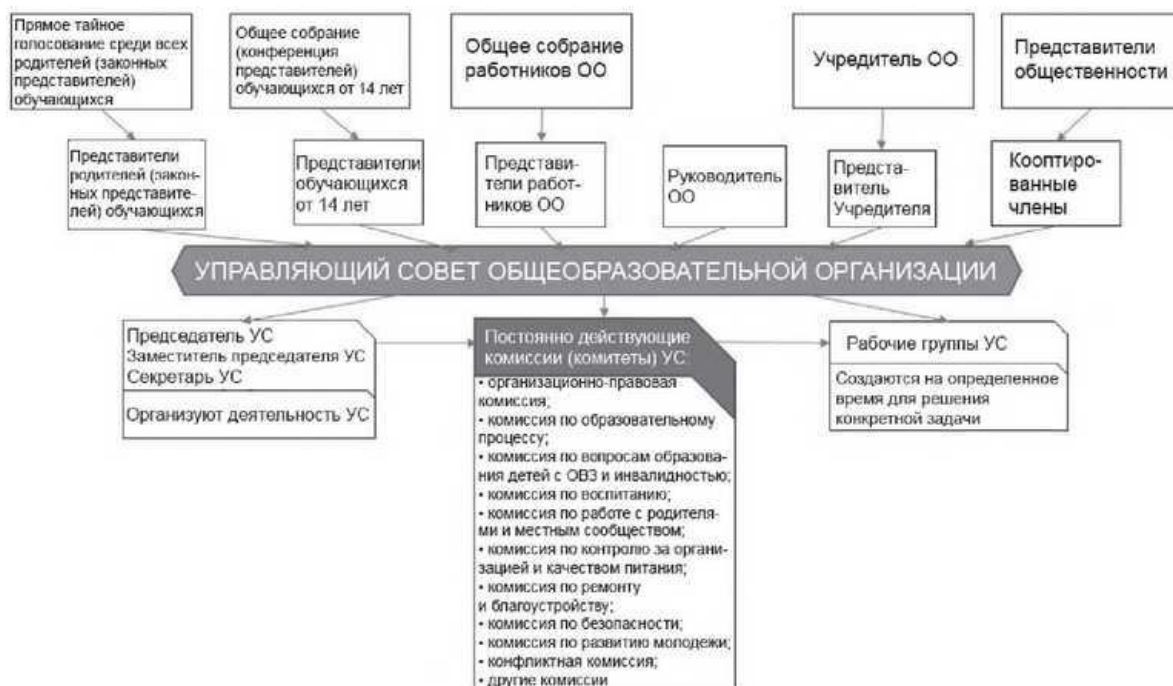 Прямое тайное
голосование среди всех
родителей (законных
представителей)
обучающихся
Общее собрание
(конференция
представителей)
обучающихся от 14 лет
Общее собрание
работников ОО
Учредитель ОО
Представители
общественности
Представители
родителей (закон-
ных представите-
лей) обучающихся
Представители
обучающихся
от 14 лет
Представи-
тели работ-
ников ОО
Руководитель
ОО
Предста-
витель
Учредителя
Кооптиро-
ванные
члены
УПРАВЛЯЮЩИЙ СОВЕТ ОБЩЕОБРАЗОВАТЕЛЬНОЙ ОРГАНИЗАЦИИ
Председатель УС
Заместитель председателя УС
Секретарь УС
Организуют деятельность УС
Постоянно действующие
комиссии (комитеты) УС:
• организационно-правовая
комиссия;
• комиссия по образовательному
процессу;
• комиссия по вопросам образова-
ния детей с ОВЗ и инвалидностью;
• комиссия по воспитанию;
• комиссия по работе с родителя-
ми и местным сообществом;
• комиссия по контролю за органи-
зацией и качеством питания;
• комиссия по ремонту
и благоустройству;
• комиссия по безопасности;
• комиссия по развитию молодежи;
• конфликтная комиссия;
• другие комиссии
Рабочие группы УС
Создаются на определенное
время для решения
конкретной задачи